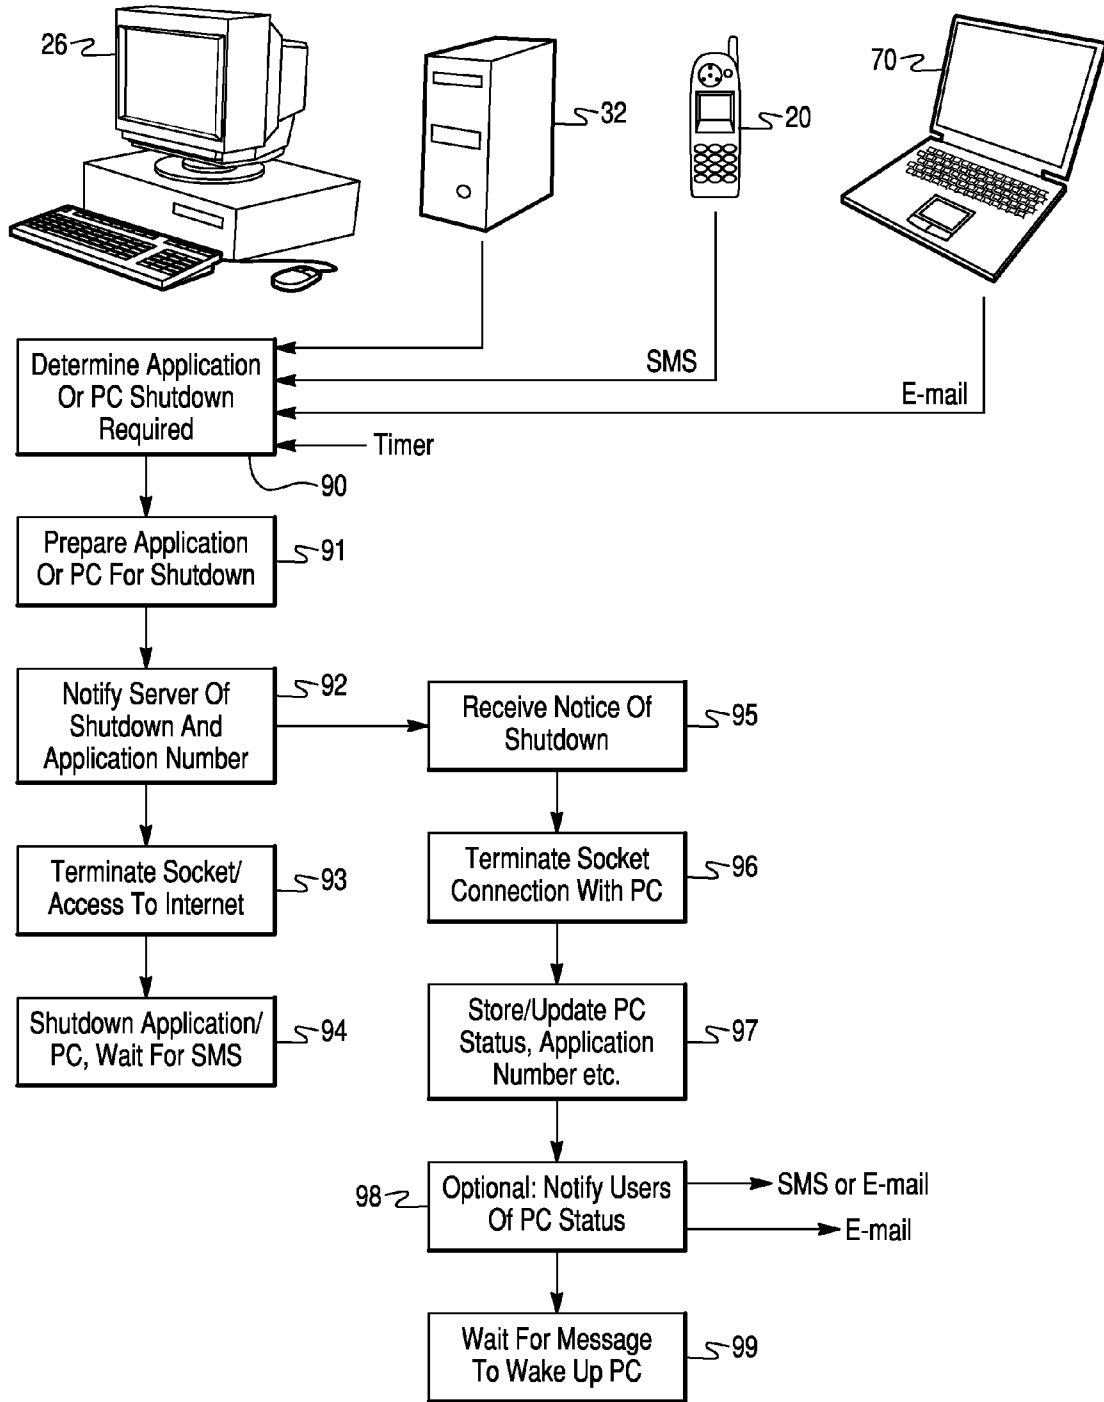 26
32
20
70
SMS
E-mail
Determine Application
Or PC Shutdown
Required
Timer
90
Prepare Application
Or PC For Shutdown
91
Notify Server Of
Shutdown And
Application Number
92
Receive Notice Of
Shutdown
95
Terminate Socket/
Access To Internet
93
Terminate Socket
Connection With PC
96
Shutdown Application/
PC, Wait For SMS
94
Store/Update PC
Status, Application
Number etc.
97
98
Optional: Notify Users
Of PC Status
SMS or E-mail
E-mail
Wait For Message
To Wake Up PC
99